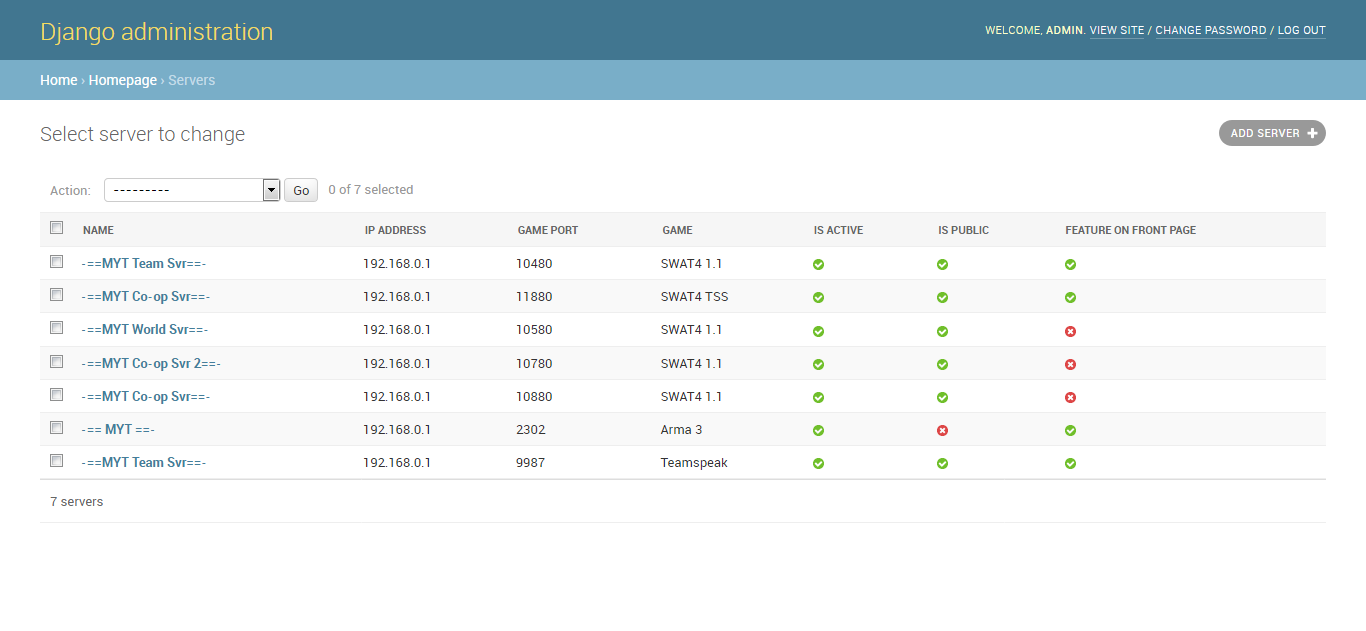 Django administration
WELCOME, ADMIN. VIEW SITE / CHANGE PASSWORD / LOG OUT
Home › Homepage › Servers
Select server to change
ADD SERVER +
Action: --------- Go 0 of 7 selected
NAME IP ADDRESS GAME PORT GAME IS ACTIVE IS PUBLIC FEATURE ON FRONT PAGE
-==MYT Team Svr==- 192.168.0.1 10480 SWAT4 1.1
-==MYT Co-op Svr==- 192.168.0.1 11880 SWAT4 TSS
-==MYT World Svr==- 192.168.0.1 10580 SWAT4 1.1
-==MYT Co-op Svr 2==- 192.168.0.1 10780 SWAT4 1.1
-==MYT Co-op Svr==- 192.168.0.1 10880 SWAT4 1.1
-== MYT ==- 192.168.0.1 2302 Arma 3
-==MYT Team Svr==- 192.168.0.1 9987 Teamspeak
7 servers